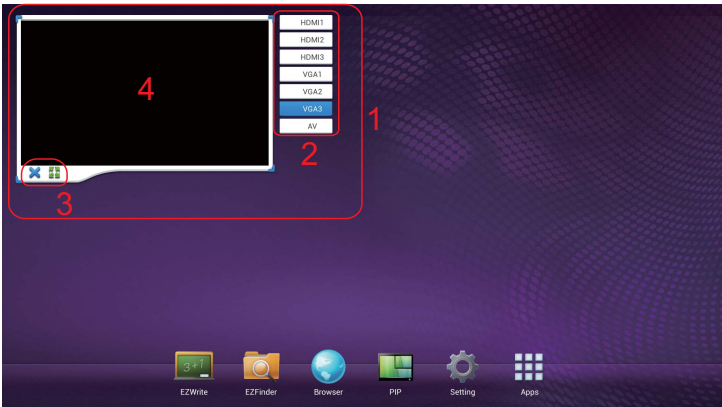 HDMI1
HDMI2
HDMI3
VGA1
VGA2
VGA3
AV
4
1
2
3
3+1
EZWrite
EZFinder
Browser
PIP
Setting
Apps